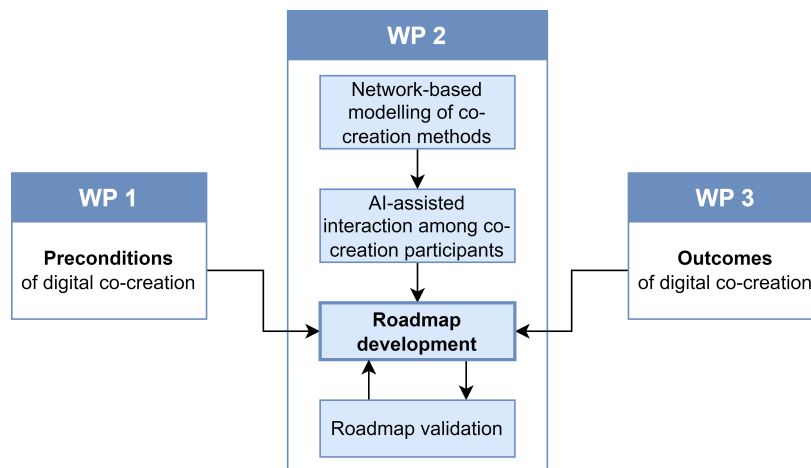 WP 2
Network-based
modelling of co-
creation methods
AI-assisted
interaction among co-
creation participants
Roadmap
development
Roadmap validation
WP 1
Preconditions
of digital co-creation
WP 3
Outcomes
of digital co-creation